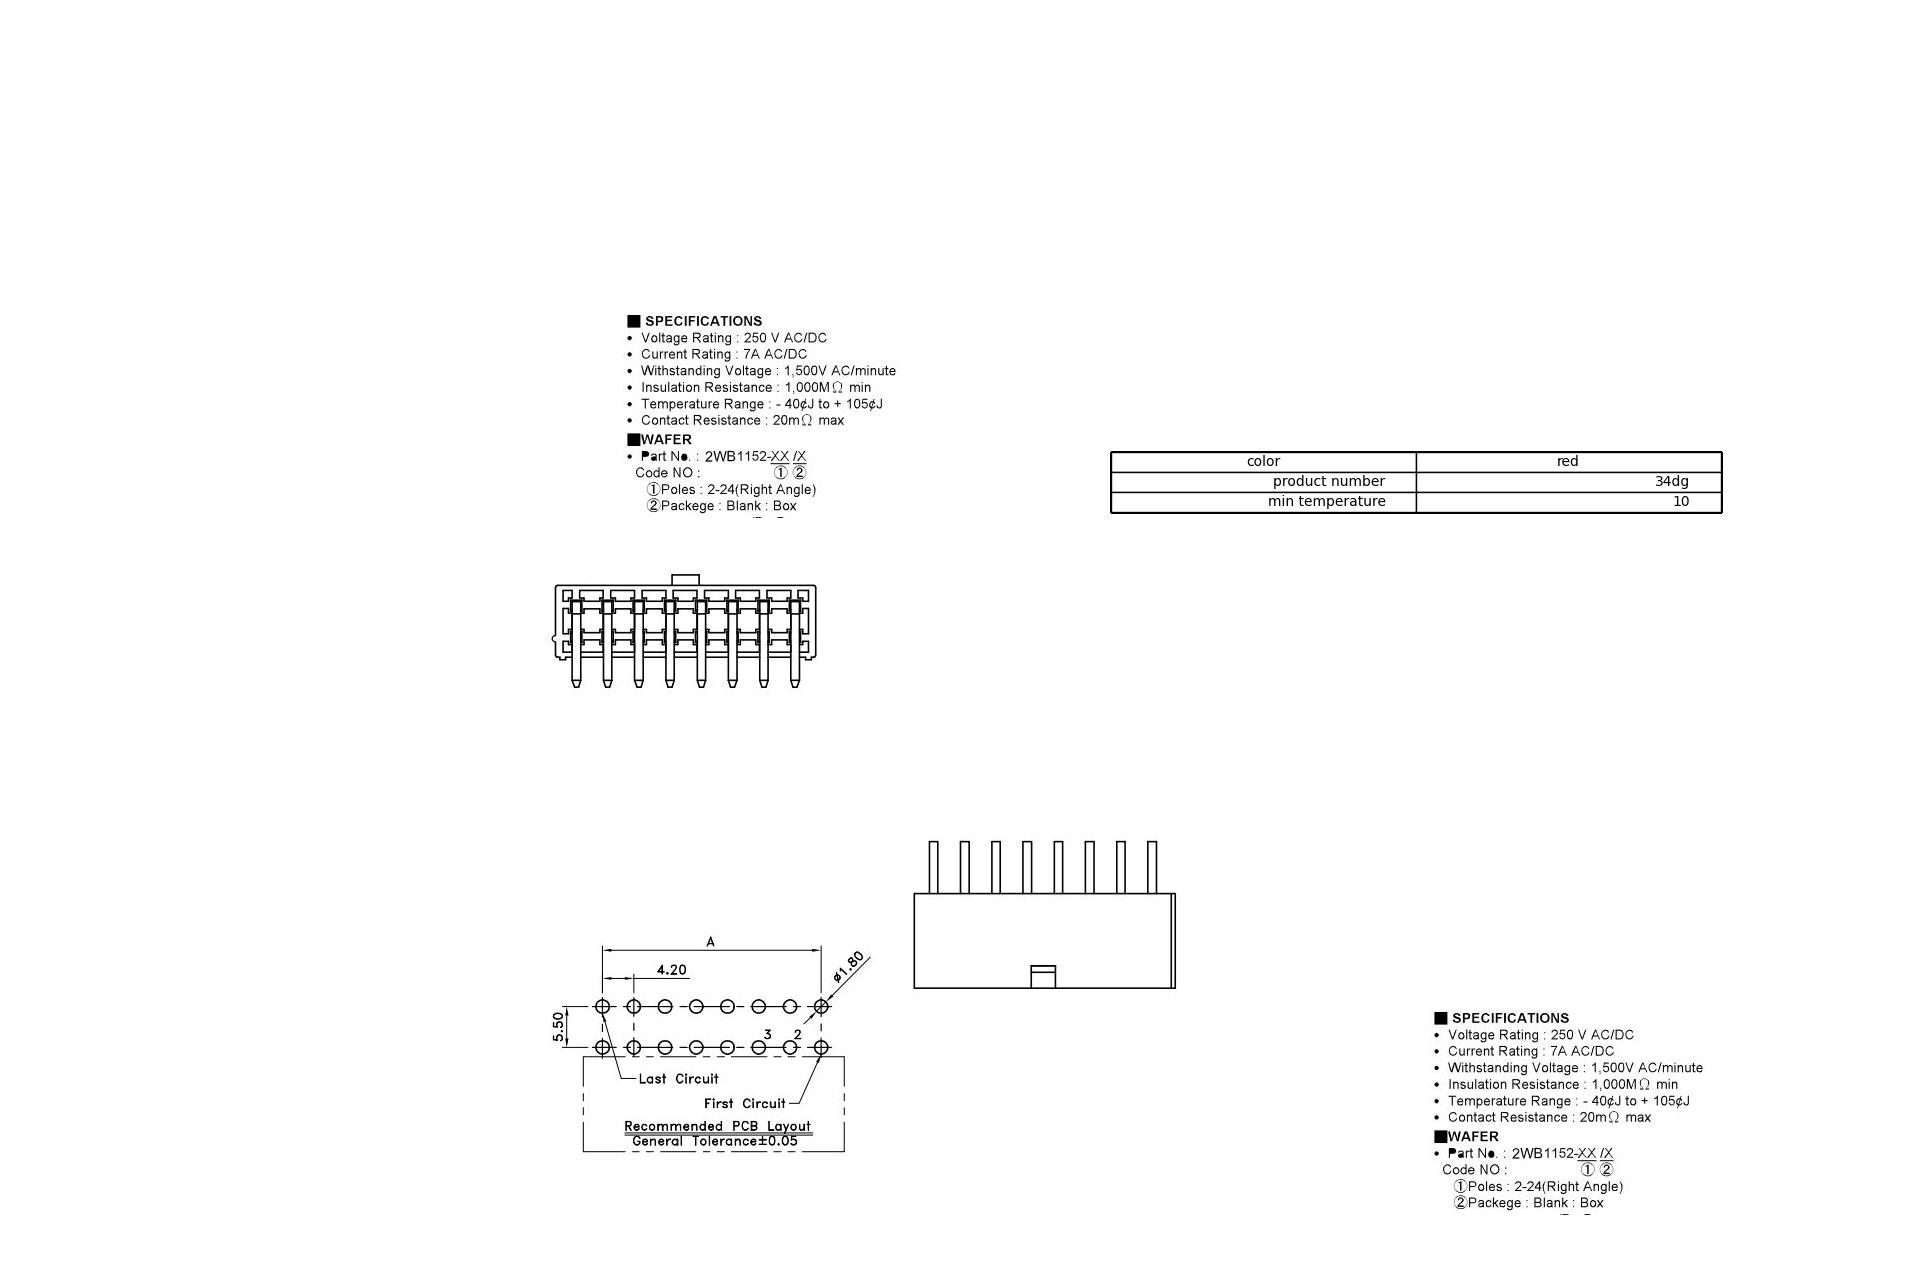 ■ SPECIFICATIONS
• Voltage Rating : 250 V AC/DC
• Current Rating : 7A AC/DC
• Withstanding Voltage : 1,500V AC/minute
• Insulation Resistance : 1,000MΩ min
• Temperature Range : - 40¢J to + 105¢J
• Contact Resistance : 20mΩ max
■WAFER
• Part No. : 2WB1152-XX /X
Code NO : ① ②
①Poles : 2-24(Right Angle)
②Packege : Blank : Box
color red
product number 34dg
min temperature 10
A
4.20
ø1.80
5.50
3 2
Last Circuit
First Circuit
Recommended PCB Layout
General Tolerance±0.05
■ SPECIFICATIONS
• Voltage Rating : 250 V AC/DC
• Current Rating : 7A AC/DC
• Withstanding Voltage : 1,500V AC/minute
• Insulation Resistance : 1,000MΩ min
• Temperature Range : - 40¢J to + 105¢J
• Contact Resistance : 20mΩ max
■WAFER
• Part No. : 2WB1152-XX /X
Code NO : ① ②
①Poles : 2-24(Right Angle)
②Packege : Blank : Box